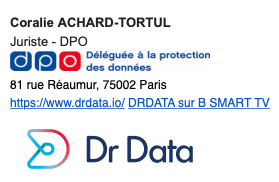 Coralie ACHARD-TORTUL
Juriste - DPO
dpo Déléguée à la protection
des données
81 rue Réaumur, 75002 Paris
https://www.drdata.io/ DRDATA sur B SMART TV
Dr Data